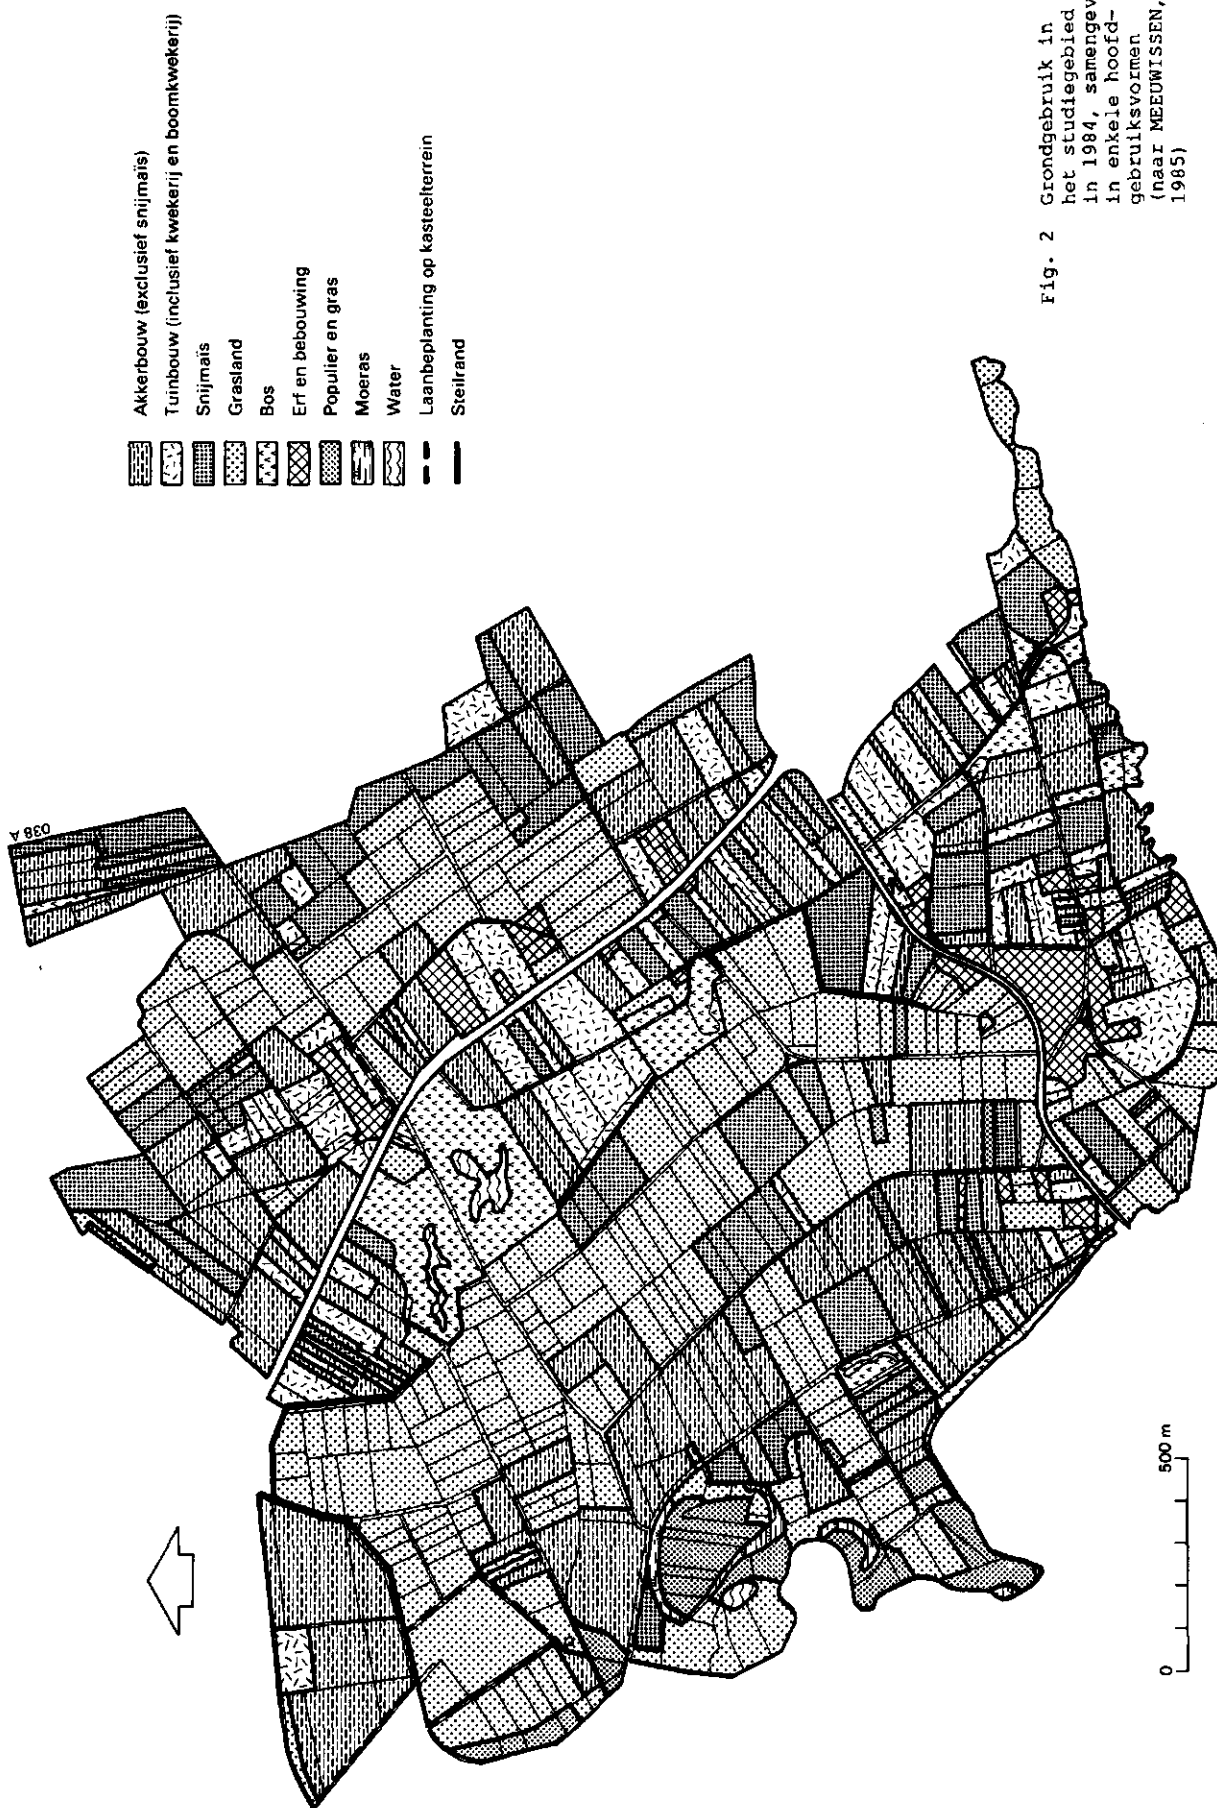 Akkerbouw (exclusief snijmaïs)
Tuinbouw (inclusief kwekerij en boomkwekerij)
Snijmaïs
Grasland
Bos
Erf en bebouwing
Populier en gras
Moeras
Water
Laanbeplanting op kasteelterrein
Steilrand
038 A
0
500 m
Fig. 2 Grondgebruik in
het studiegebied
in 1984, samengev
in enkele hoofd-
gebruiksvormen
(naar MEEUWISSEN,
1985)